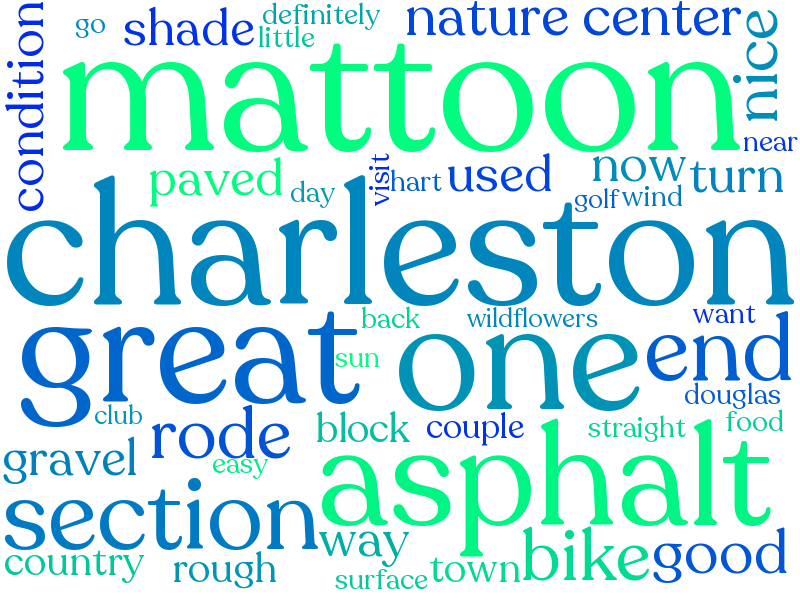 go
shade
definitely
little
nature center
condition
mattoon
nice
near
paved
day
visit
hart
used
now
turn
golf
wind
charleston
great
back
wildflowers
want
sun
one
end
douglas
club
rode
block
couple
straight
food
gravel
easy
asphalt
section
way
country
rough
surface
town
bike
good